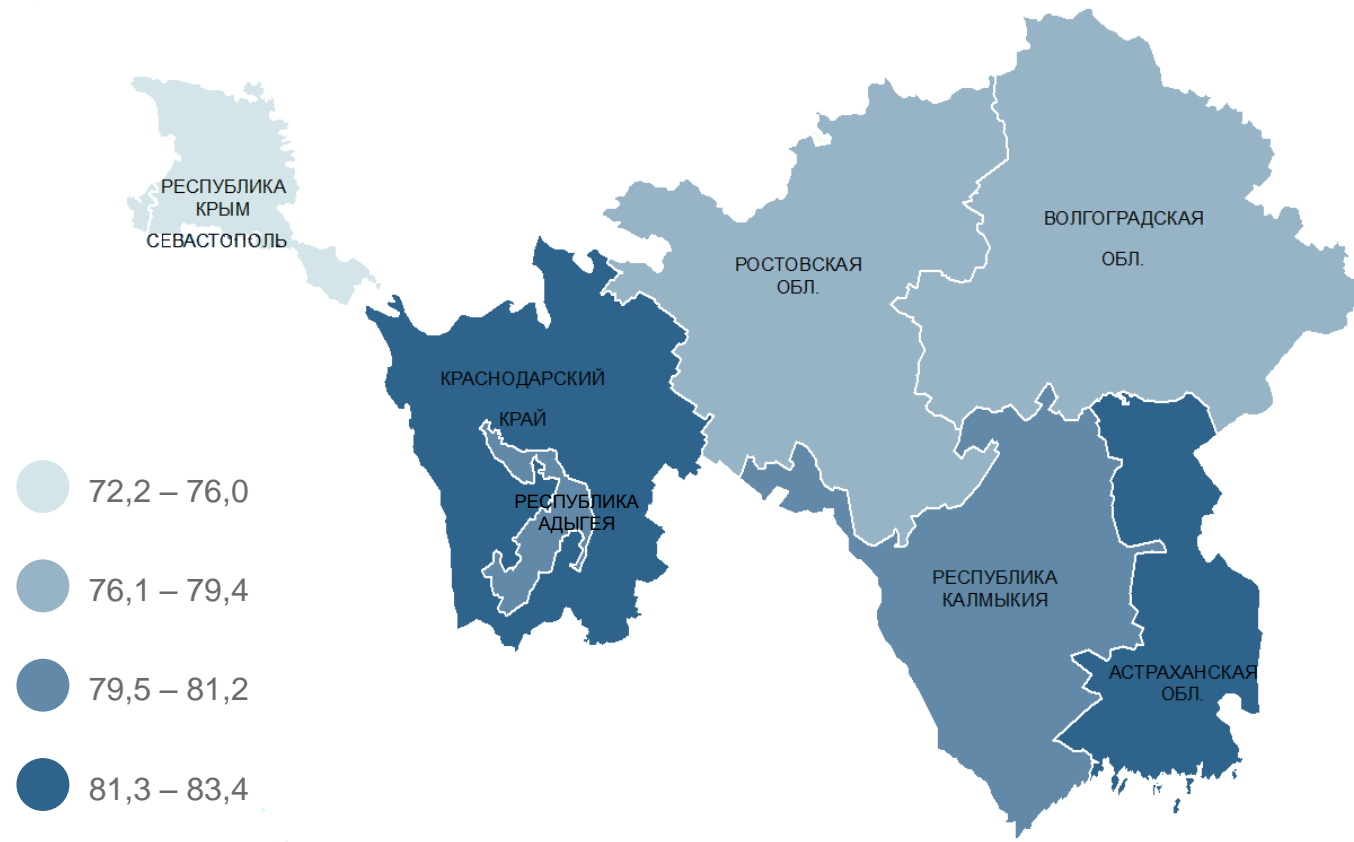 РЕСПУБЛИКА
КРЫМ
СЕВАСТОПОЛЬ
ВОЛГОГРАДСКАЯ
ОБЛ.
РОСТОВСКАЯ
ОБЛ.
КРАСНОДАРСКИЙ
КРАЙ
РЕСПУБЛИКА
АДЫГЕЯ
РЕСПУБЛИКА
КАЛМЫКИЯ
АСТРАХАНСКАЯ
ОБЛ.
72,2 – 76,0
76,1 – 79,4
79,5 – 81,2
81,3 – 83,4